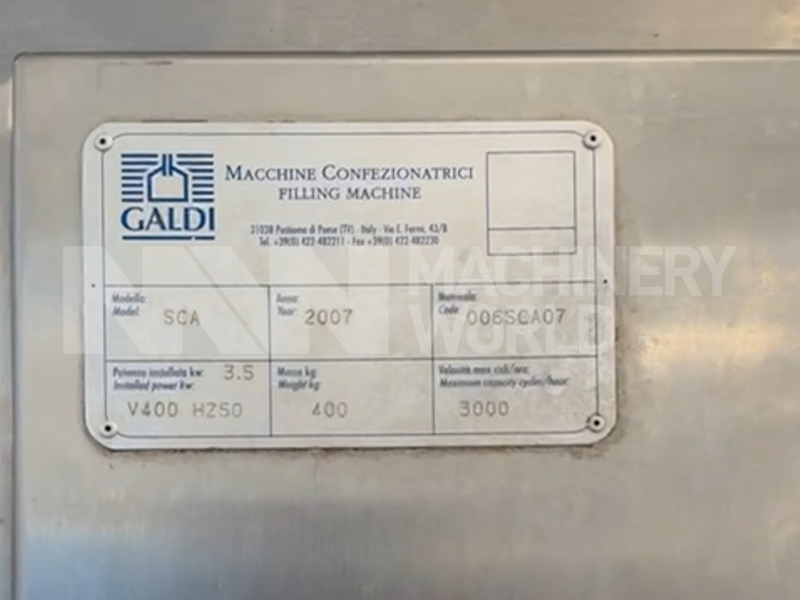 GALDI
MACCHINE CONFEZIONATRICI
FILLING MACHINE
31038 Postioma di Paese (TV) - Italy - Via E. Fermi, 43/B
Tel. +39(0) 422-482211 - Fax +39(0) 422-482230
Modello:
Model: SCA
Anno:
Year: 2007
Matricola:
Code: 006SCA07
Potenza installata kw: 3.5
Installed power kw:
V400 HZ50
Massa kg:
Weight kg:
400
Velocità max cicli/ora:
Maximum capacity cycles/hour:
3000
MACHINERY
WORLD